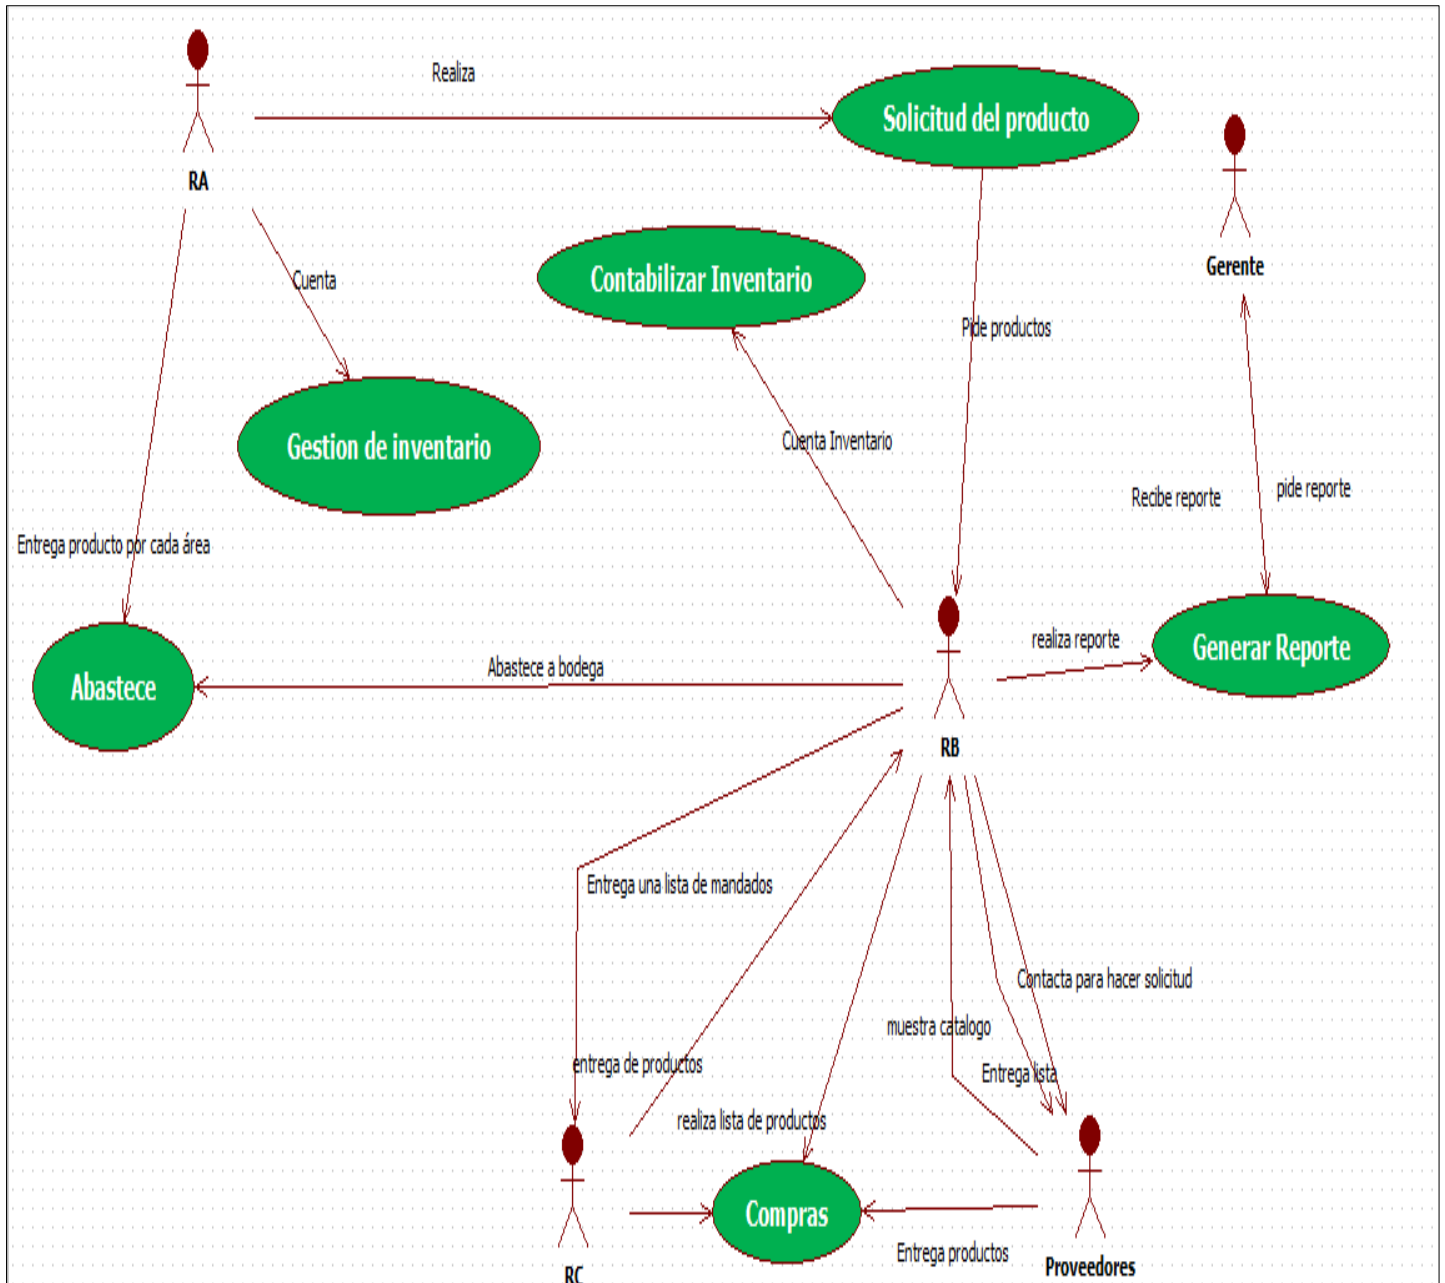 Realiza
Solicitud del producto
RA
Gerente
Cuenta
Contabilizar Inventario
Pide productos
Gestion de inventario
Cuenta Inventario
Recibe reporte
pide reporte
Entrega producto por cada área
realiza reporte
Generar Reporte
Abastece
Abastece a bodega
RB
Entrega una lista de mandados
Contacta para hacer solicitud
muestra catalogo
entrega de productos
Entrega lista
realiza lista de productos
Compras
Entrega productos
Proveedores
RC